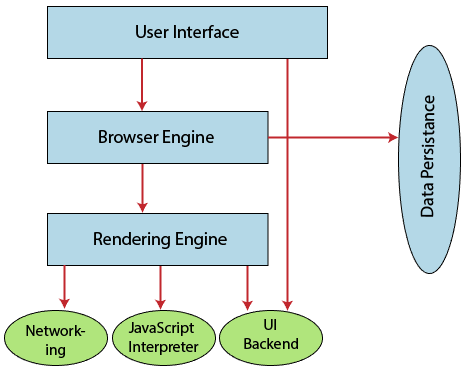 User Interface
Browser Engine
Data Persistance
Rendering Engine
Network-
ing
JavaScript
Interpreter
UI
Backend